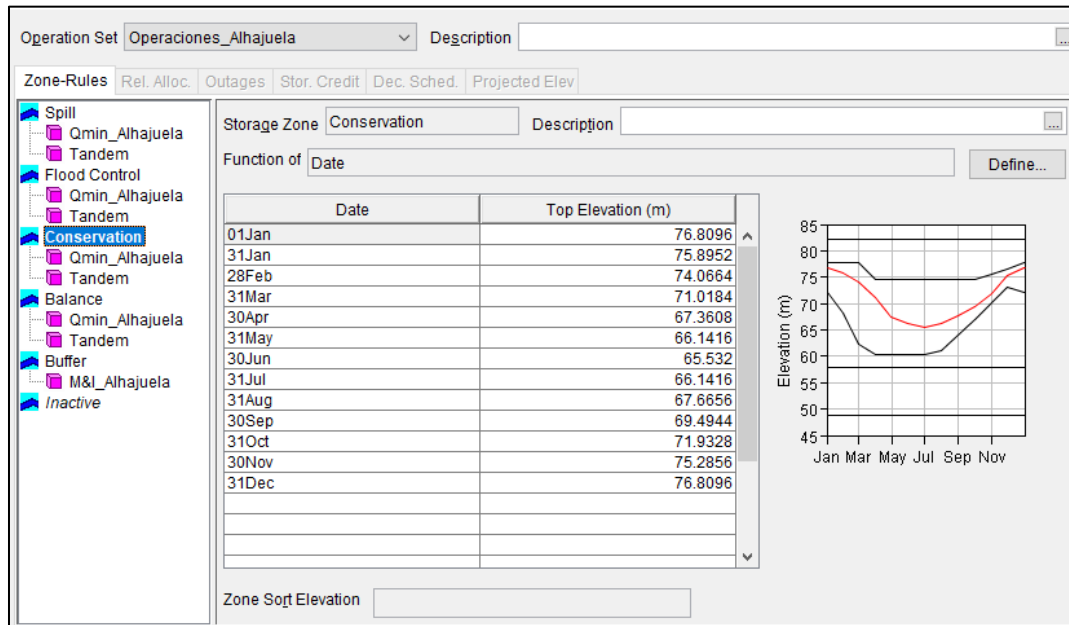 Operation Set Operaciones_Alhajuela Description ...
Zone-Rules Rel. Alloc. Outages Stor. Credit Dec. Sched. Projected Elev
Spill
Qmin_Alhajuela
Tandem
Flood Control
Qmin_Alhajuela
Tandem
Conservation
Qmin_Alhajuela
Tandem
Balance
Qmin_Alhajuela
Tandem
Buffer
M&I_Alhajuela
Inactive
Storage Zone Conservation Description ...
Function of Date Define...
Date Top Elevation (m)
01Jan 76.8096
31Jan 75.8952
28Feb 74.0664
31Mar 71.0184
30Apr 67.3608
31May 66.1416
30Jun 65.532
31Jul 66.1416
31Aug 67.6656
30Sep 69.4944
31Oct 71.9328
30Nov 75.2856
31Dec 76.8096
Elevation (m)
85
80
75
70
65
60
55
50
45
Jan Mar May Jul Sep Nov
Zone Sort Elevation